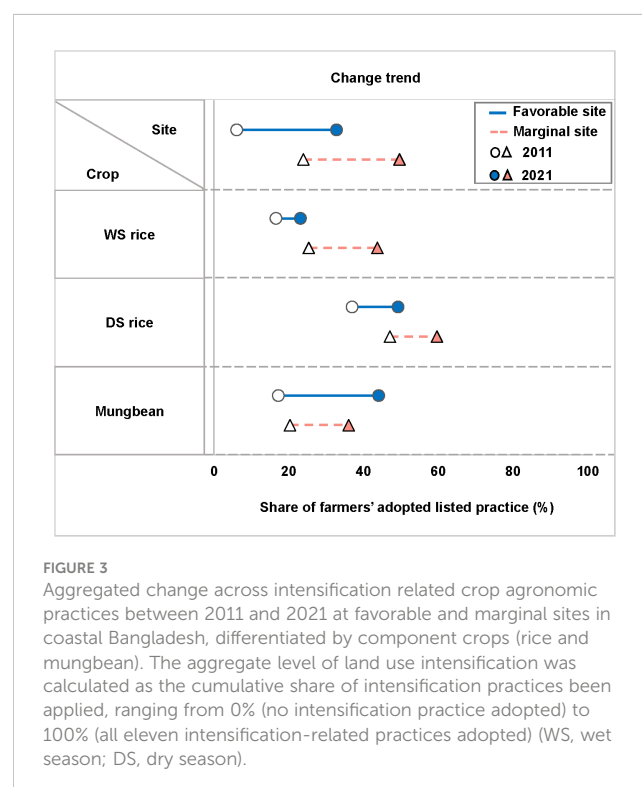 Change trend
Site
Crop
Favorable site
Marginal site
2011
2021
WS rice
DS rice
Mungbean
0 20 40 60 80 100
Share of farmers' adopted listed practice (%)
FIGURE 3
Aggregated change across intensification related crop agronomic
practices between 2011 and 2021 at favorable and marginal sites in
coastal Bangladesh, differentiated by component crops (rice and
mungbean). The aggregate level of land use intensification was
calculated as the cumulative share of intensification practices been
applied, ranging from 0% (no intensification practice adopted) to
100% (all eleven intensification-related practices adopted) (WS, wet
season; DS, dry season).